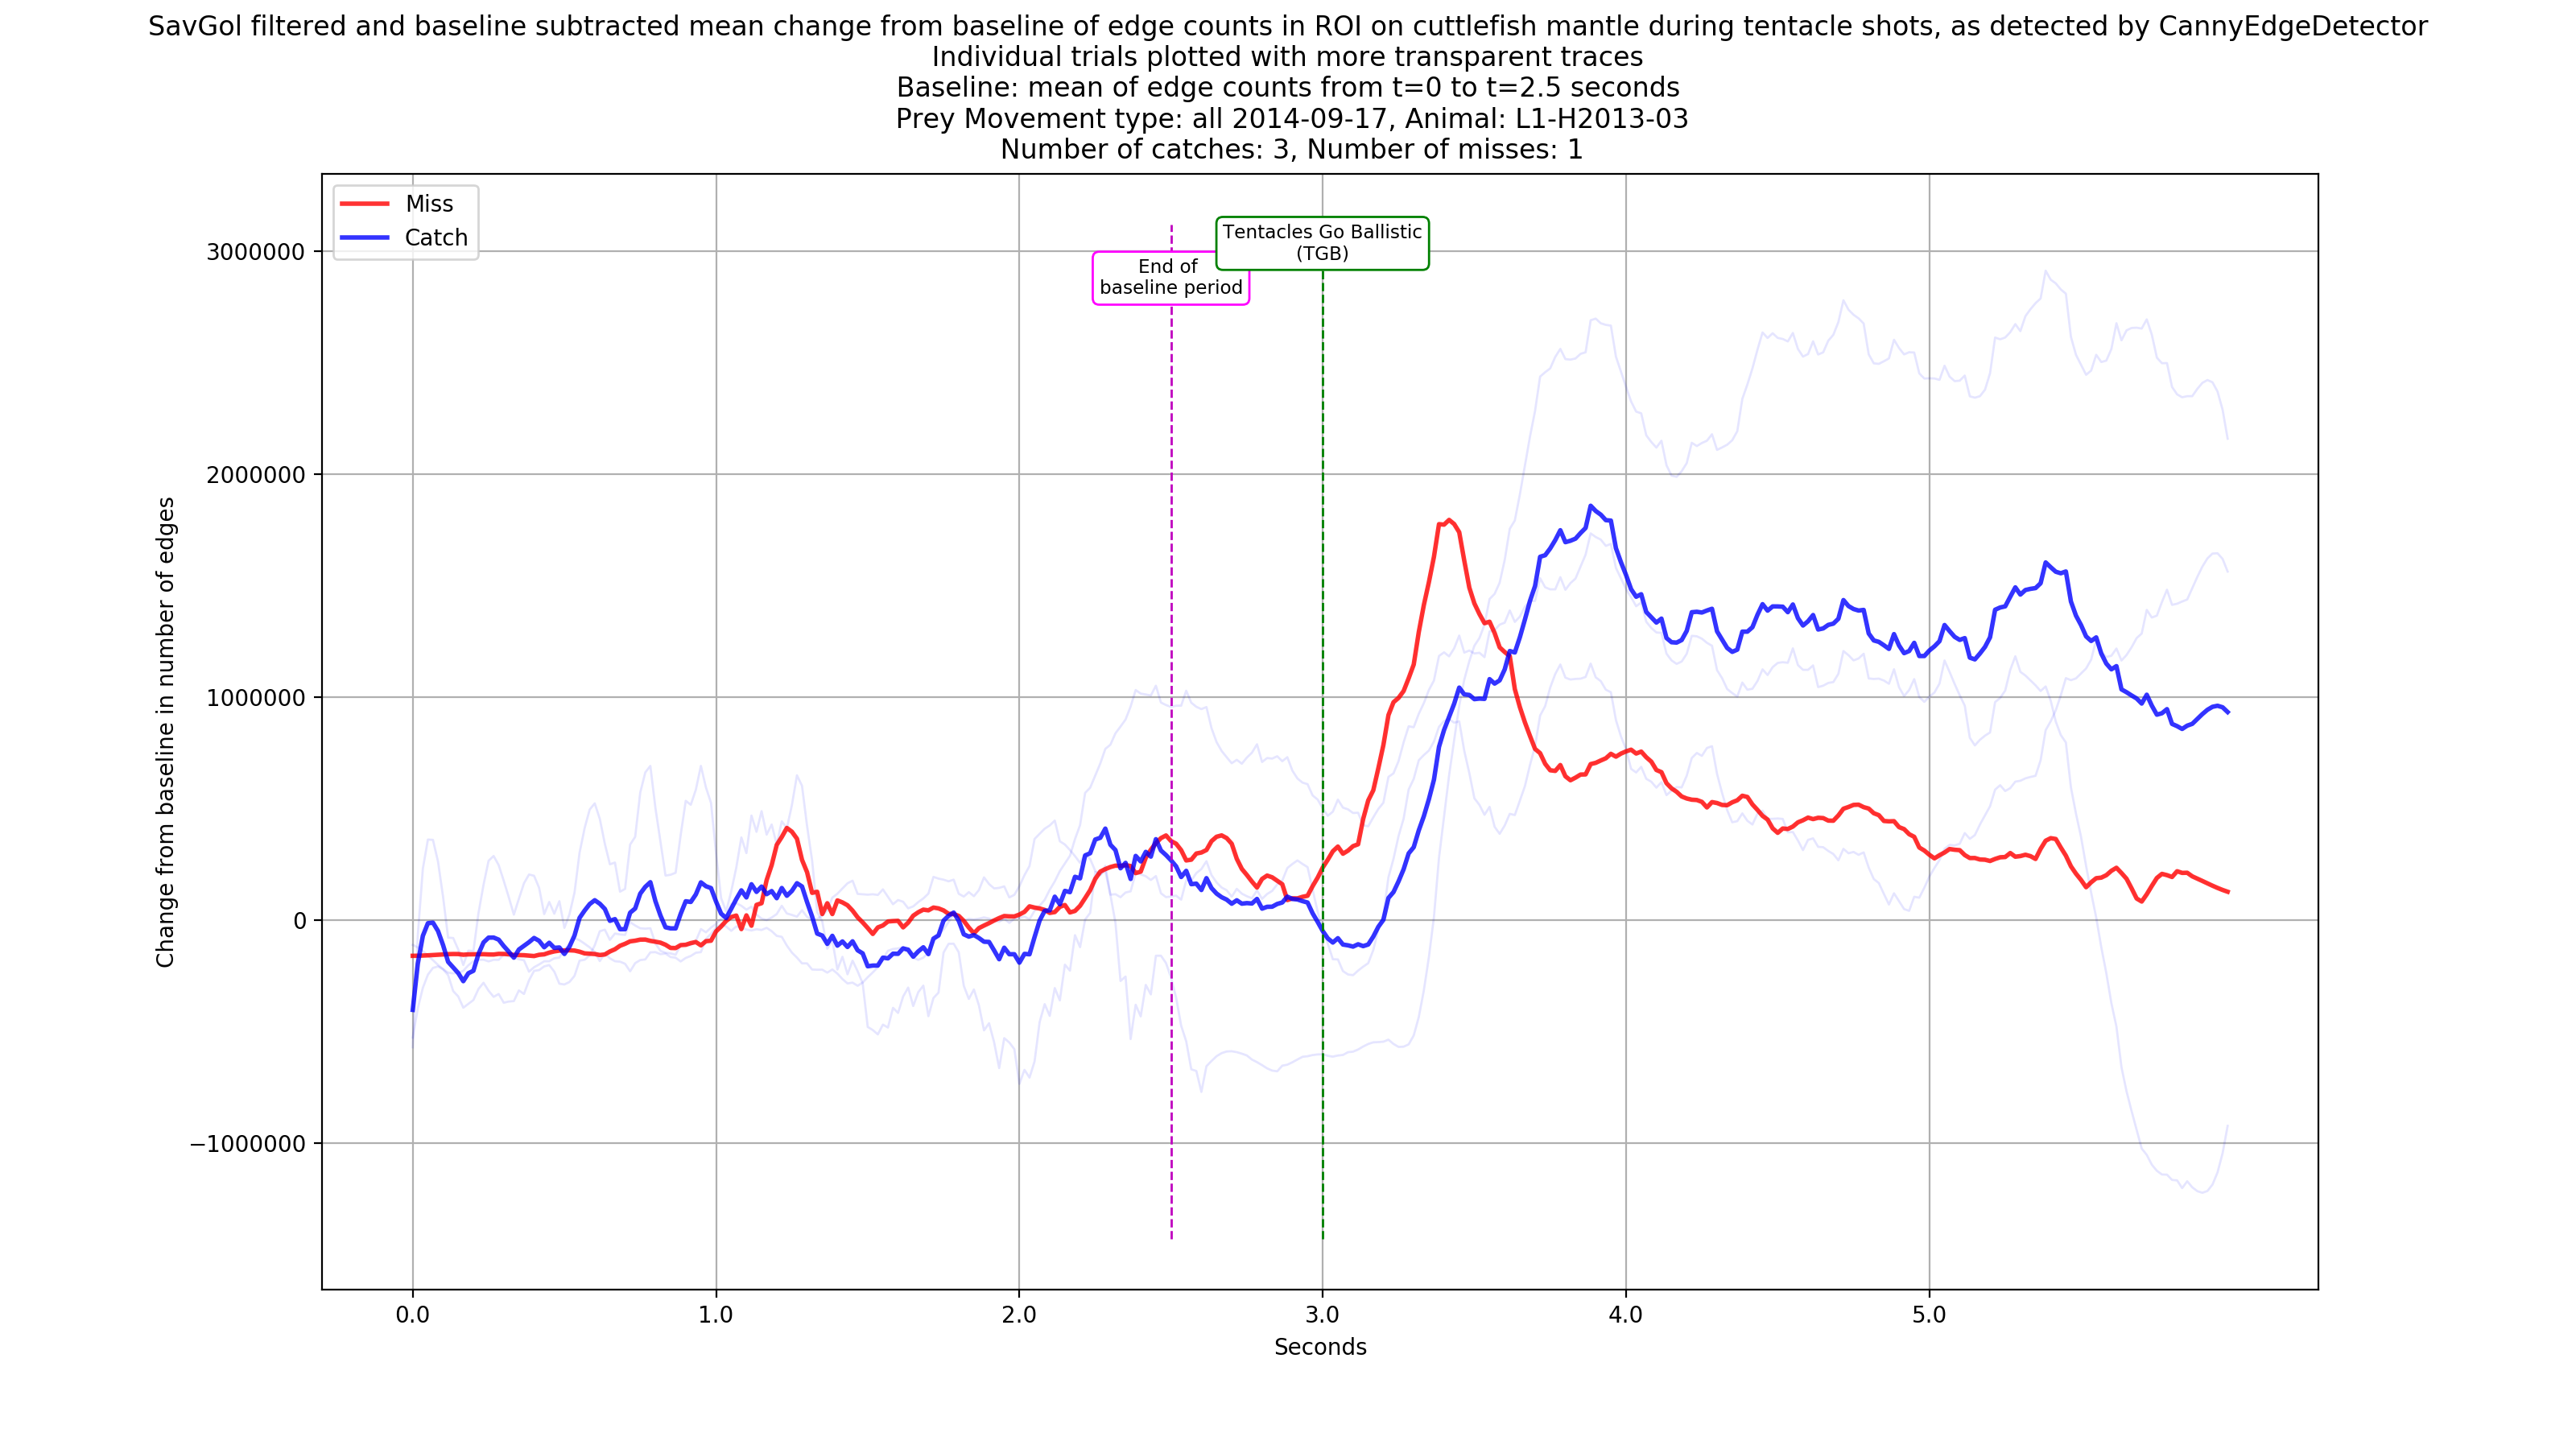 SavGol filtered and baseline subtracted mean change from baseline of edge counts in ROI on cuttlefish mantle during tentacle shots, as detected by CannyEdgeDetector
Individual trials plotted with more transparent traces
Baseline: mean of edge counts from t=0 to t=2.5 seconds
Prey Movement type: all 2014-09-17, Animal: L1-H2013-03
Number of catches: 3, Number of misses: 1
Miss
Catch
Tentacles Go Ballistic
(TGB)
End of
baseline period
3000000
2000000
1000000
0
−1000000
Change from baseline in number of edges
0.0 1.0 2.0 3.0 4.0 5.0
Seconds